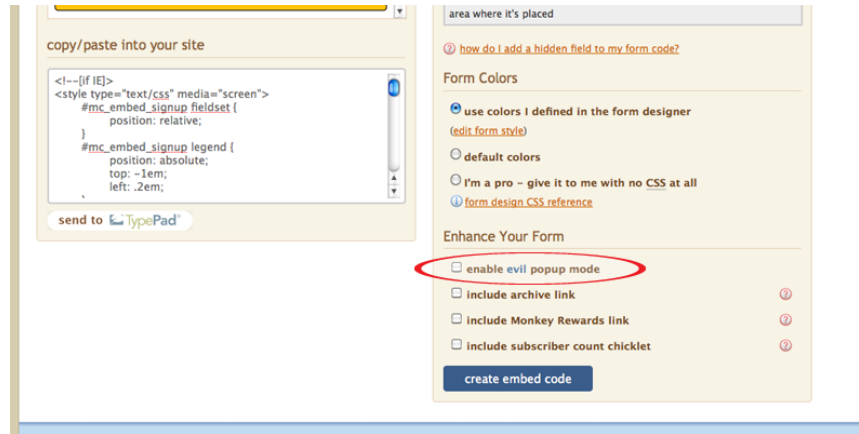 copy/paste into your site
<!--[if IE]>
<style type="text/css" media="screen">
#mc_embed_signup fieldset {
position: relative;
}
#mc_embed_signup legend {
position: absolute;
top: -1em;
left: .2em;
send to TypePad
area where it's placed
how do I add a hidden field to my form code?
Form Colors
use colors I defined in the form designer
(edit form style)
default colors
I'm a pro – give it to me with no CSS at all
form design CSS reference
Enhance Your Form
enable evil popup mode
include archive link
include Monkey Rewards link
include subscriber count chicklet
create embed code